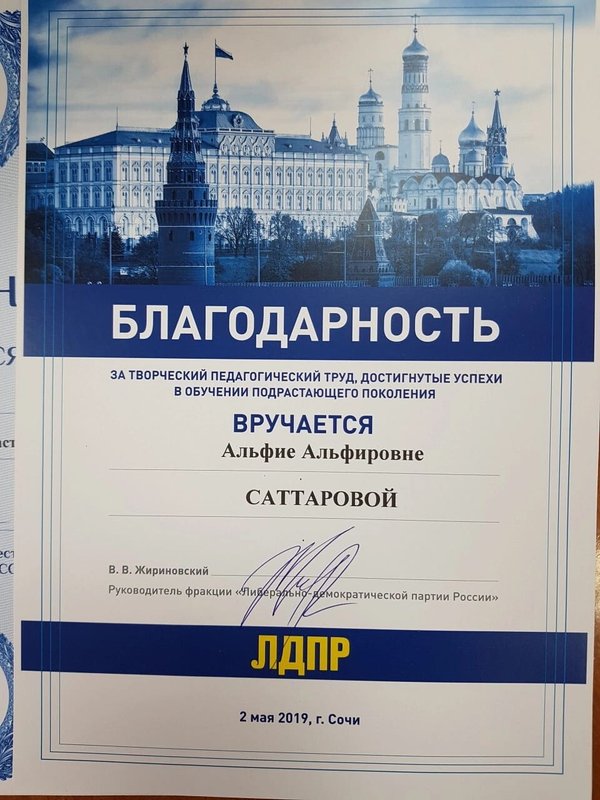 БЛАГОДАРНОСТЬ
ЗА ТВОРЧЕСКИЙ ПЕДАГОГИЧЕСКИЙ ТРУД, ДОСТИГНУТЫЕ УСПЕХИ
В ОБУЧЕНИИ ПОДРАСТАЮЩЕГО ПОКОЛЕНИЯ
ВРУЧАЕТСЯ
Альфие Альфировне
САТТАРОВОЙ
В. В. Жириновский
Руководитель фракции «Либерально-демократической партии России»
ЛДПР
2 мая 2019, г. Сочи